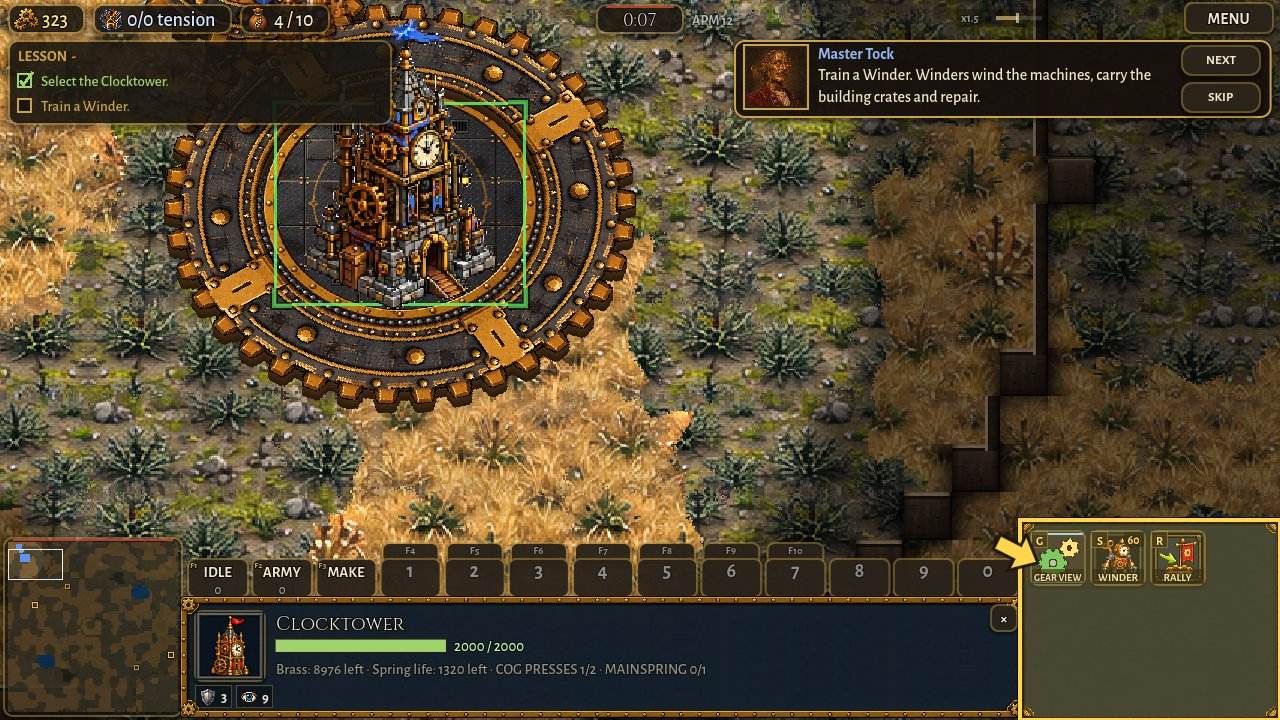 323
0/0 tension
4 / 10
0:07
APM 12
x1.5
MENU
LESSON -
Select the Clocktower.
Train a Winder.
Master Tock
Train a Winder. Winders wind the machines, carry the
building crates and repair.
NEXT
SKIP
F1 IDLE 0
F2 ARMY 0
F3 MAKE
F4 1
F5 2
F6 3
F7 4
F8 5
F9 6
F10 7
8
9
0
CLOCKTOWER
2000 / 2000
Brass: 8976 left · Spring life: 1320 left · COG PRESSES 1/2 · MAINSPRING 0/1
3
9
×
G GEAR VIEW
S 60 WINDER
R RALLY